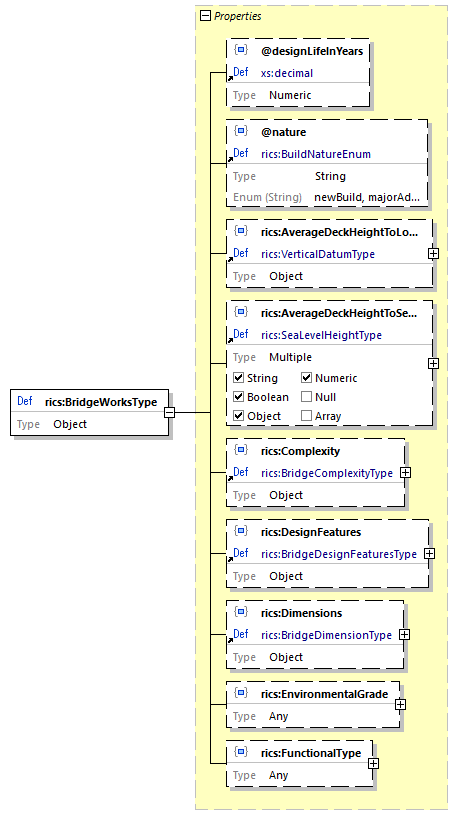 Properties
@designLifeInYears
Def xs:decimal
Type Numeric
@nature
Def rics:BuildNatureEnum
Type String
Enum (String) newBuild, majorAd...
rics:AverageDeckHeightToLo...
Def rics:VerticalDatumType
Type Object
rics:AverageDeckHeightToSe...
Def rics:SeaLevelHeightType
Type Multiple
String Numeric
Boolean Null
Object Array
Def rics:BridgeWorksType
Type Object
rics:Complexity
Def rics:BridgeComplexityType
Type Object
rics:DesignFeatures
Def rics:BridgeDesignFeaturesType
Type Object
rics:Dimensions
Def rics:BridgeDimensionType
Type Object
rics:EnvironmentalGrade
Type Any
rics:FunctionalType
Type Any